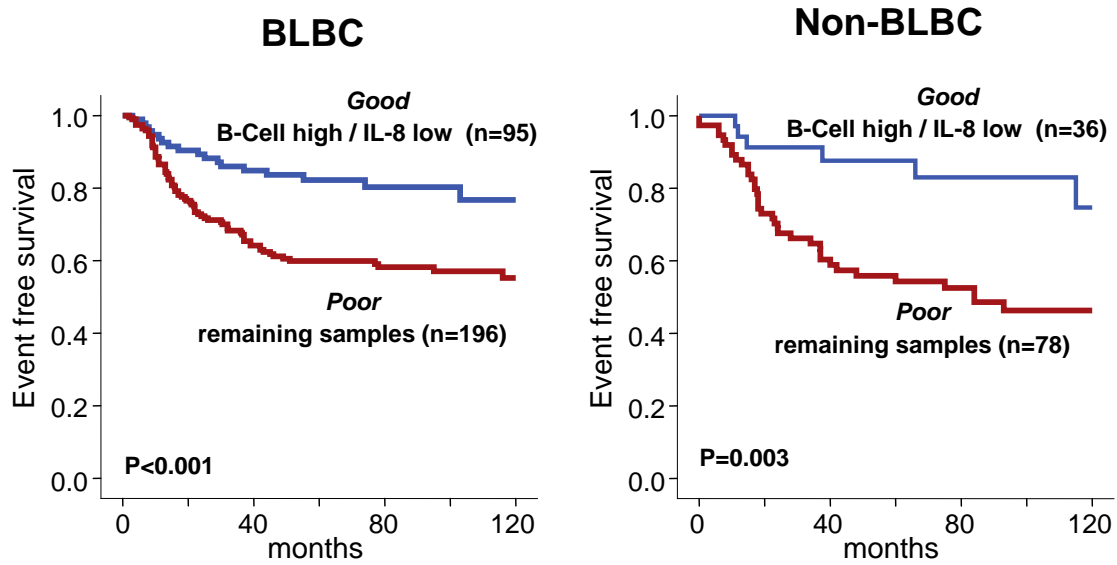 BLBC
Event free survival
1.0
0.8
0.6
0.4
0.2
0.0
Good
B-Cell high / IL-8 low (n=95)
Poor
remaining samples (n=196)
P<0.001
0 40 80 120
months
Non-BLBC
Event free survival
1.0
0.8
0.6
0.4
0.2
0.0
Good
B-Cell high / IL-8 low (n=36)
Poor
remaining samples (n=78)
P=0.003
0 40 80 120
months